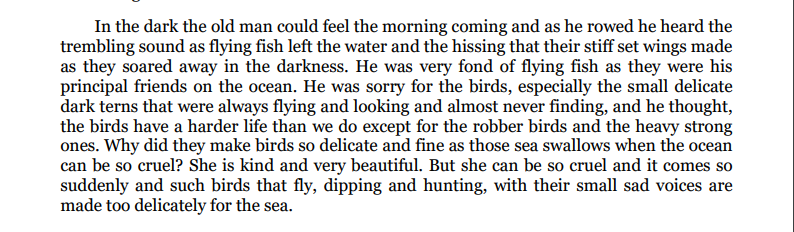 In the dark the old man could feel the morning coming and as he rowed he heard the
trembling sound as flying fish left the water and the hissing that their stiff set wings made
as they soared away in the darkness. He was very fond of flying fish as they were his
principal friends on the ocean. He was sorry for the birds, especially the small delicate
dark terns that were always flying and looking and almost never finding, and he thought,
the birds have a harder life than we do except for the robber birds and the heavy strong
ones. Why did they make birds so delicate and fine as those sea swallows when the ocean
can be so cruel? She is kind and very beautiful. But she can be so cruel and it comes so
suddenly and such birds that fly, dipping and hunting, with their small sad voices are
made too delicately for the sea.